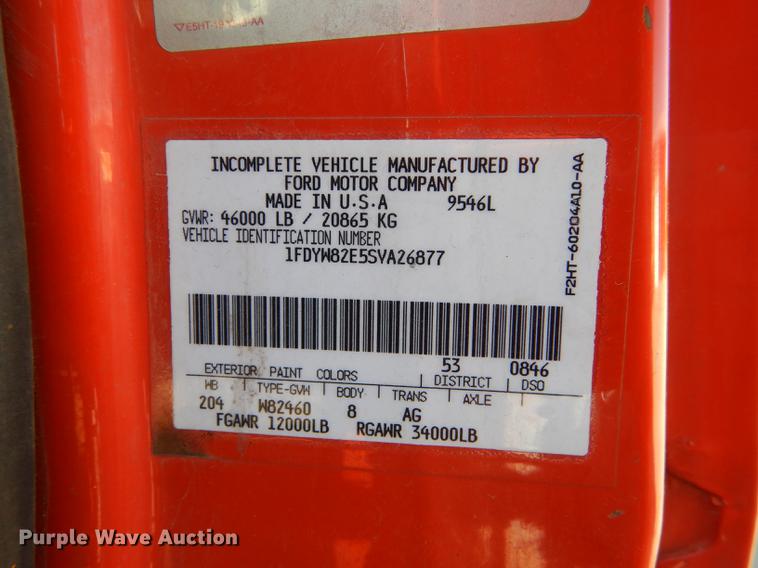 INCOMPLETE VEHICLE MANUFACTURED BY
FORD MOTOR COMPANY
MADE IN U.S.A 9546L
GVWR: 46000 LB / 20865 KG
VEHICLE IDENTIFICATION NUMBER
1FDYW82E5SVA26877
F2HT-60204A10-AA
53 0846
EXTERIOR PAINT COLORS DISTRICT DSO
WB TYPE-GVW BODY TRANS AXLE
204 W82460 8 AG
FGAWR 12000LB RGAWR 34000LB
Purple Wave Auction